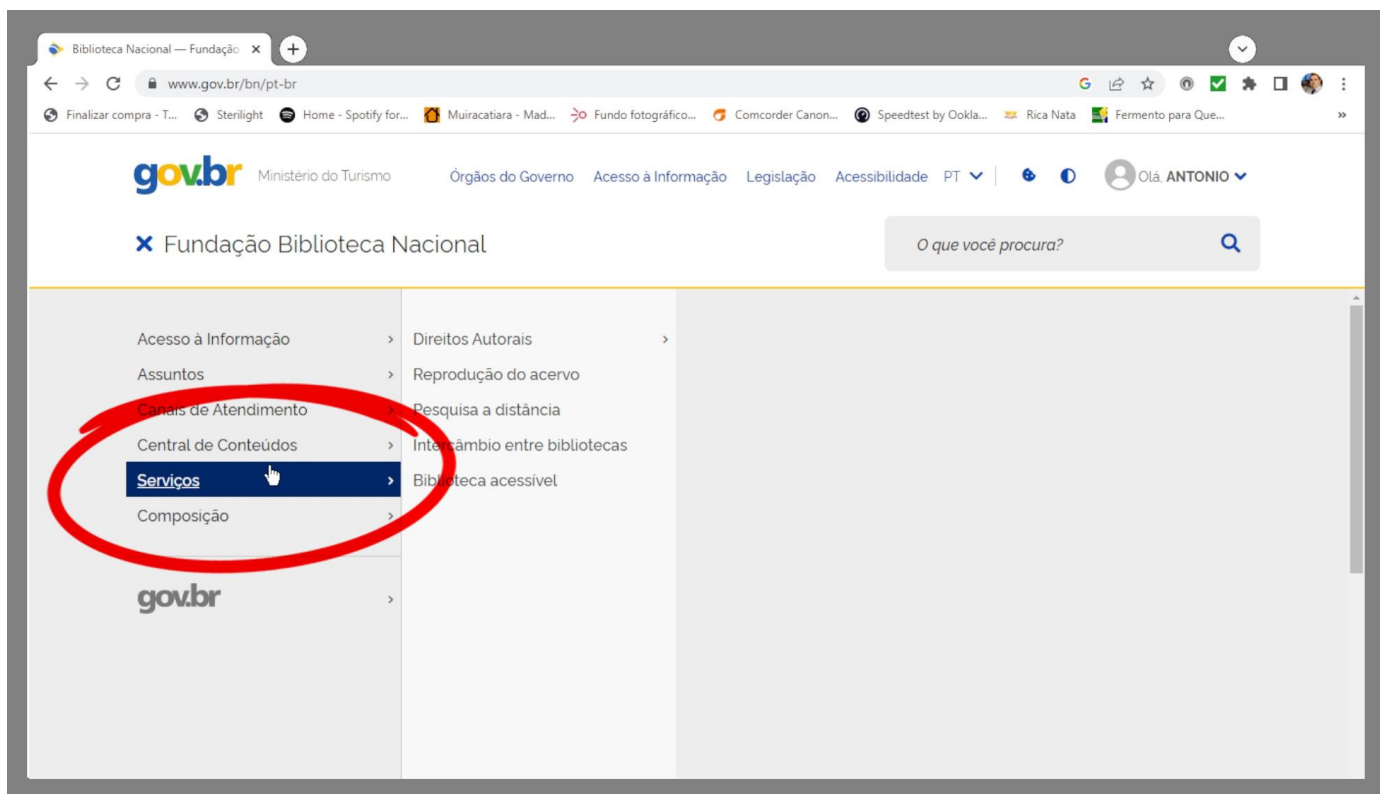 Biblioteca Nacional — Fundação
www.gov.br/bn/pt-br
Finalizar compra - T... Sterilight Home - Spotify for... Muiracatiara - Mad... Fundo fotográfico... Comcorder Canon... Speedtest by Ookla... Rica Nata Fermento para Que... »
gov.br Ministério do Turismo Órgãos do Governo Acesso à Informação Legislação Acessibilidade PT Olá, ANTONIO
Fundação Biblioteca Nacional O que você procura?
Acesso à Informação
Assuntos
Canais de Atendimento
Central de Conteúdos
Serviços
Composição
gov.br
Direitos Autorais
Reprodução do acervo
Pesquisa a distância
Intercâmbio entre bibliotecas
Biblioteca acessível